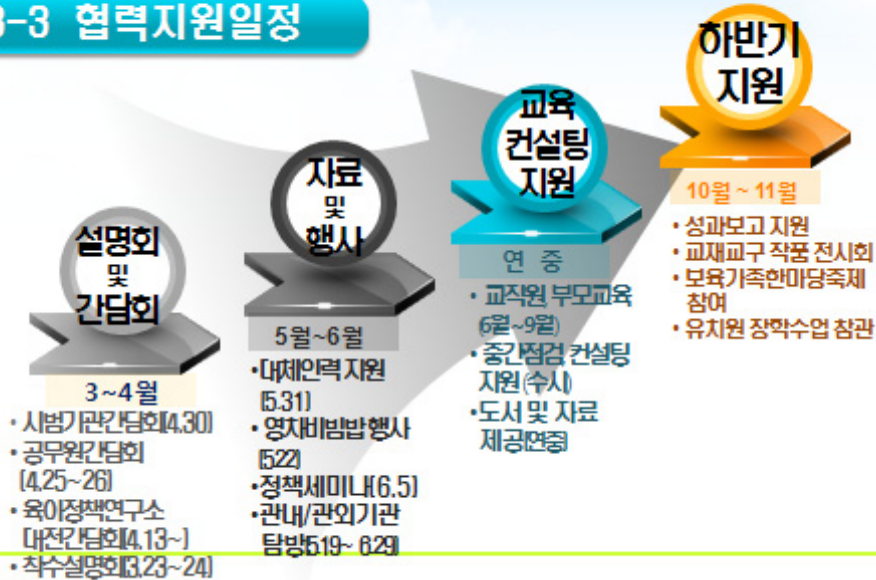 3-3 협력지원일정
설명회
및
간담회
3~4월
• 시범기관간담회(4.30)
• 공무원간담회
(4.25~26)
• 육아정책연구소
대전간담회(4.13~)
• 착수설명회(3.23~24)
자료
및
행사
5월~6월
•대체인력 지원
(5.31)
• 영차비빔밥 행사
(522)
•정책세미나(6.5)
•관내/관외기관
탐방(5.19~ 6.29)
교육
컨설팅
지원
연 중
• 교직원, 부모교육
(6월~9월)
• 중간점검, 컨설팅
지원 (수시)
•도서 및 자료
제공(연중)
하반기
지원
10월 ~ 11월
• 성과보고 지원
• 교재교구 작품 전시회
• 보육가족한마당축제
참여
• 유치원 장학수업 참관